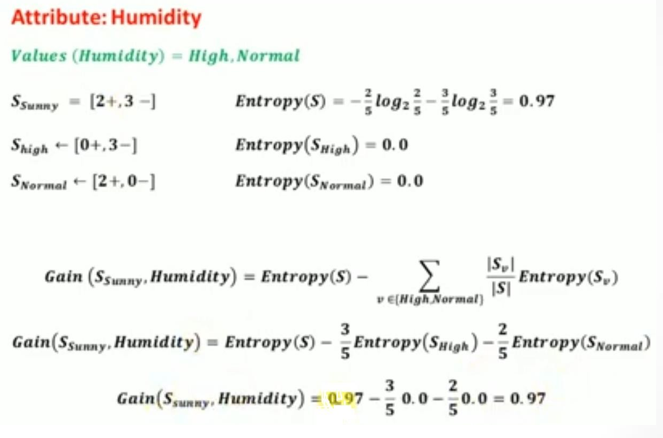 Attribute: Humidity
Values (Humidity) = High, Normal
S_Sunny = [2+, 3 −] Entropy(S) = −2/5 log₂ 2/5 − 3/5 log₂ 3/5 = 0.97
S_high ← [0+, 3−] Entropy(S_High) = 0.0
S_Normal ← [2+, 0−] Entropy(S_Normal) = 0.0
Gain (S_Sunny, Humidity) = Entropy(S) − ∑ v ∈{High,Normal} |S_v|/|S| Entropy(S_v)
Gain(S_Sunny, Humidity) = Entropy(S) − 3/5 Entropy(S_High) − 2/5 Entropy(S_Normal)
Gain(S_sunny, Humidity) = 0.97 − 3/5 0.0 − 2/5 0.0 = 0.97